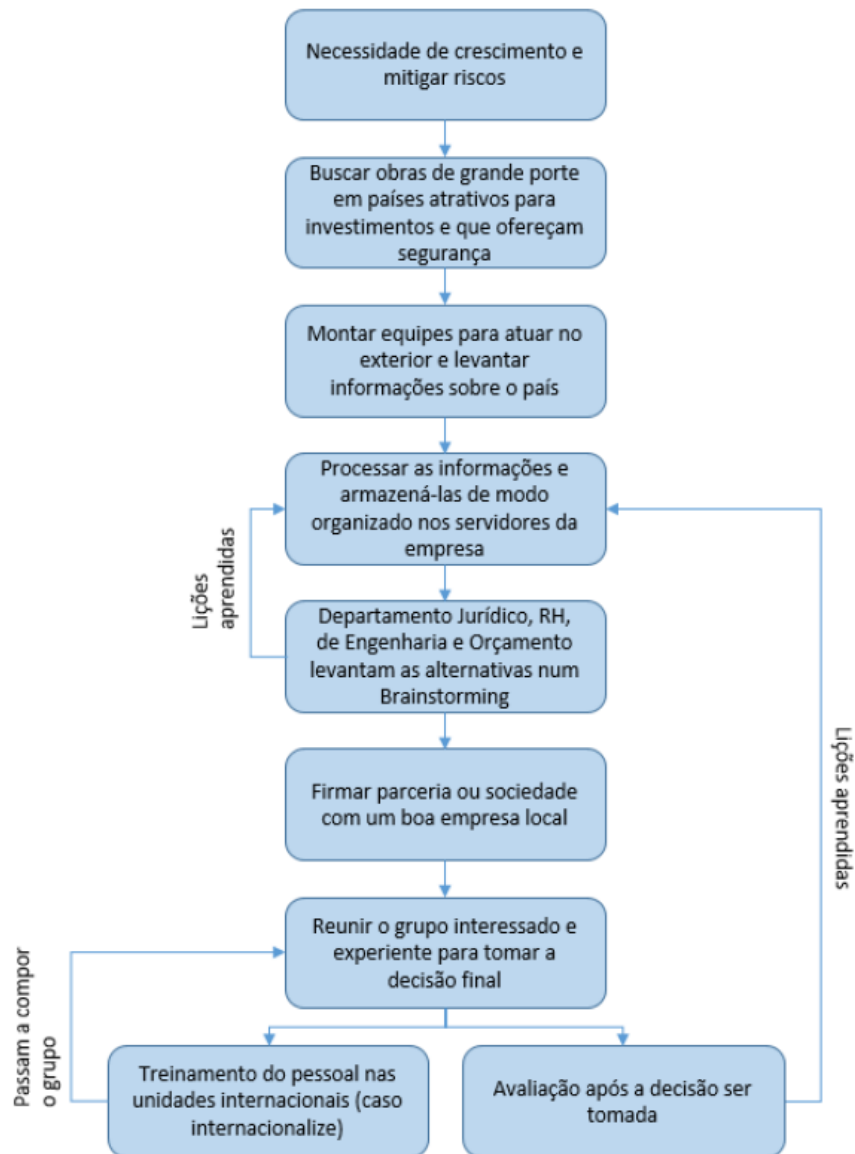 Necessidade de crescimento e
mitigar riscos
Buscar obras de grande porte
em países atrativos para
investimentos e que ofereçam
segurança
Montar equipes para atuar no
exterior e levantar
informações sobre o país
Processar as informações e
armazená-las de modo
organizado nos servidores da
empresa
Lições
aprendidas
Departamento Jurídico, RH,
de Engenharia e Orçamento
levantam as alternativas num
Brainstorming
Firmar parceria ou sociedade
com um boa empresa local
Lições aprendidas
Reunir o grupo interessado e
experiente para tomar a
decisão final
Passam a compor
o grupo
Treinamento do pessoal nas
unidades internacionais (caso
internacionalize)
Avaliação após a decisão ser
tomada